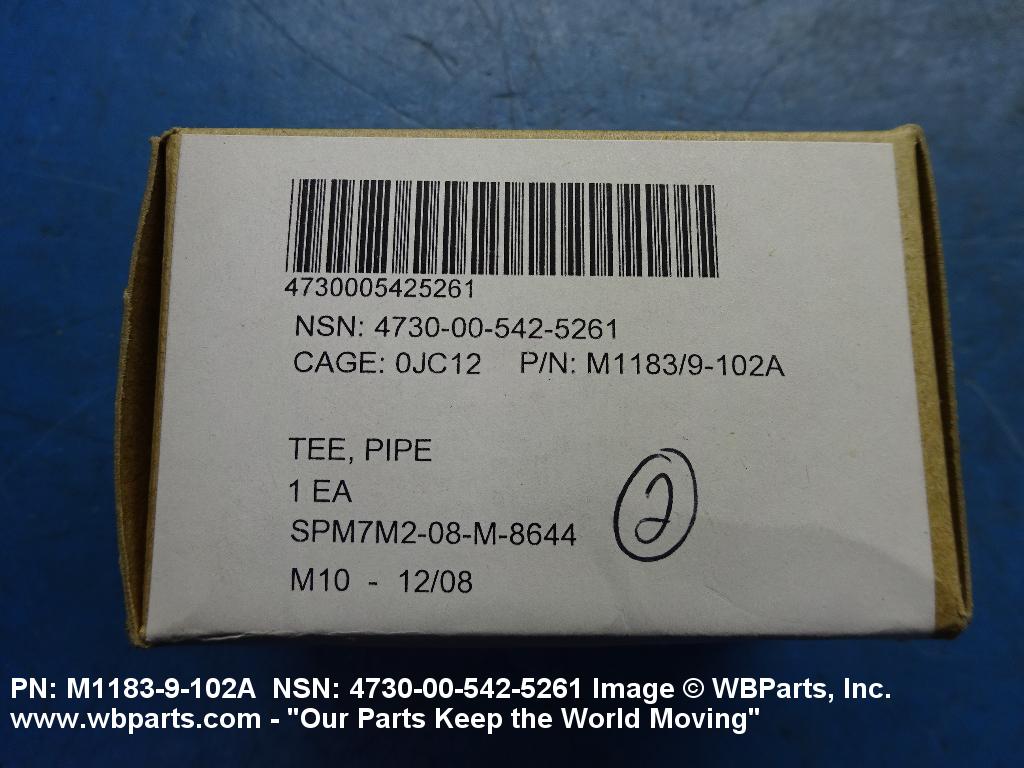 4730005425261
NSN: 4730-00-542-5261
CAGE: 0JC12 P/N: M1183/9-102A
TEE, PIPE
1 EA
SPM7M2-08-M-8644
2
M10 - 12/08
PN: M1183-9-102A NSN: 4730-00-542-5261 Image © WBParts, Inc.
www.wbparts.com - "Our Parts Keep the World Moving"